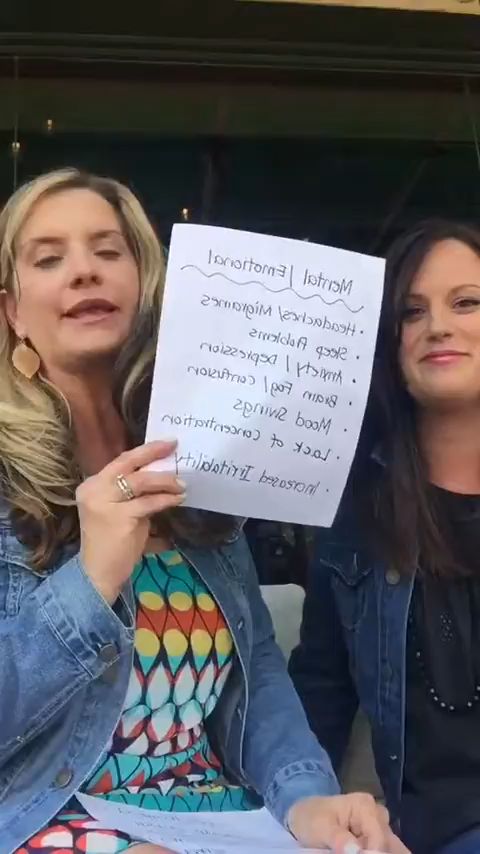 Mental | Emotional
• Headaches/Migraines
• Sleep Problems
• Anxiety / Depression
• Brain Fog / Confusion
• Mood Swings
• Lack of Concentration
• Increased Irritability